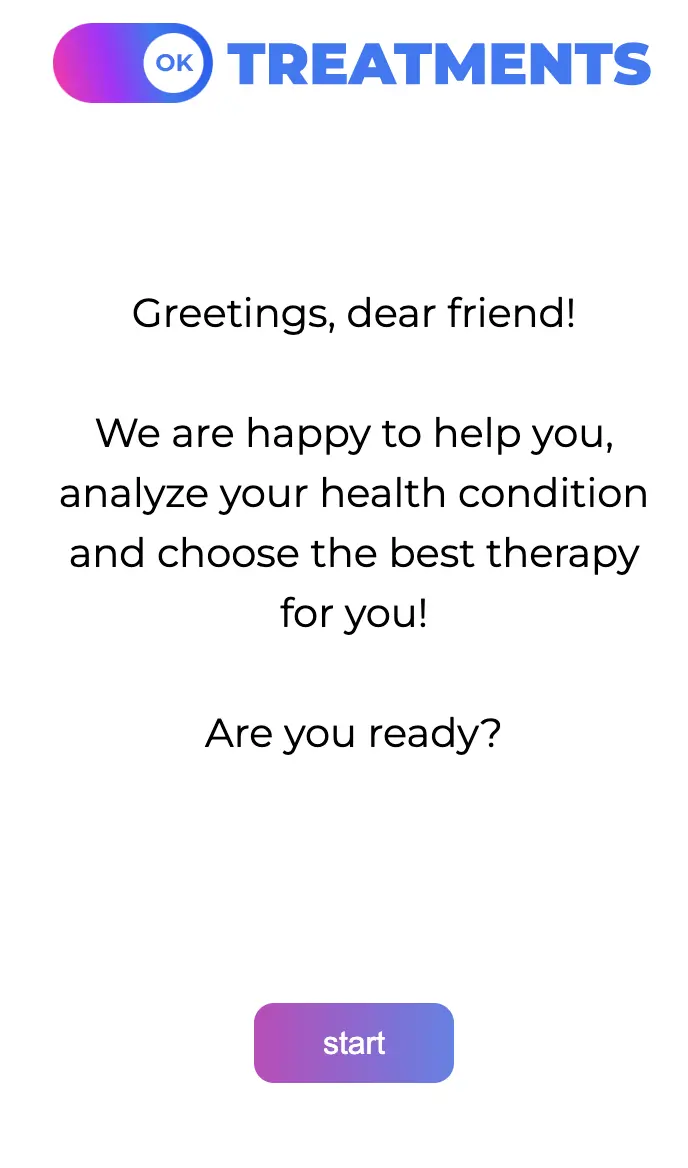 OK TREATMENTS
Greetings, dear friend!
We are happy to help you,
analyze your health condition
and choose the best therapy
for you!
Are you ready?
start